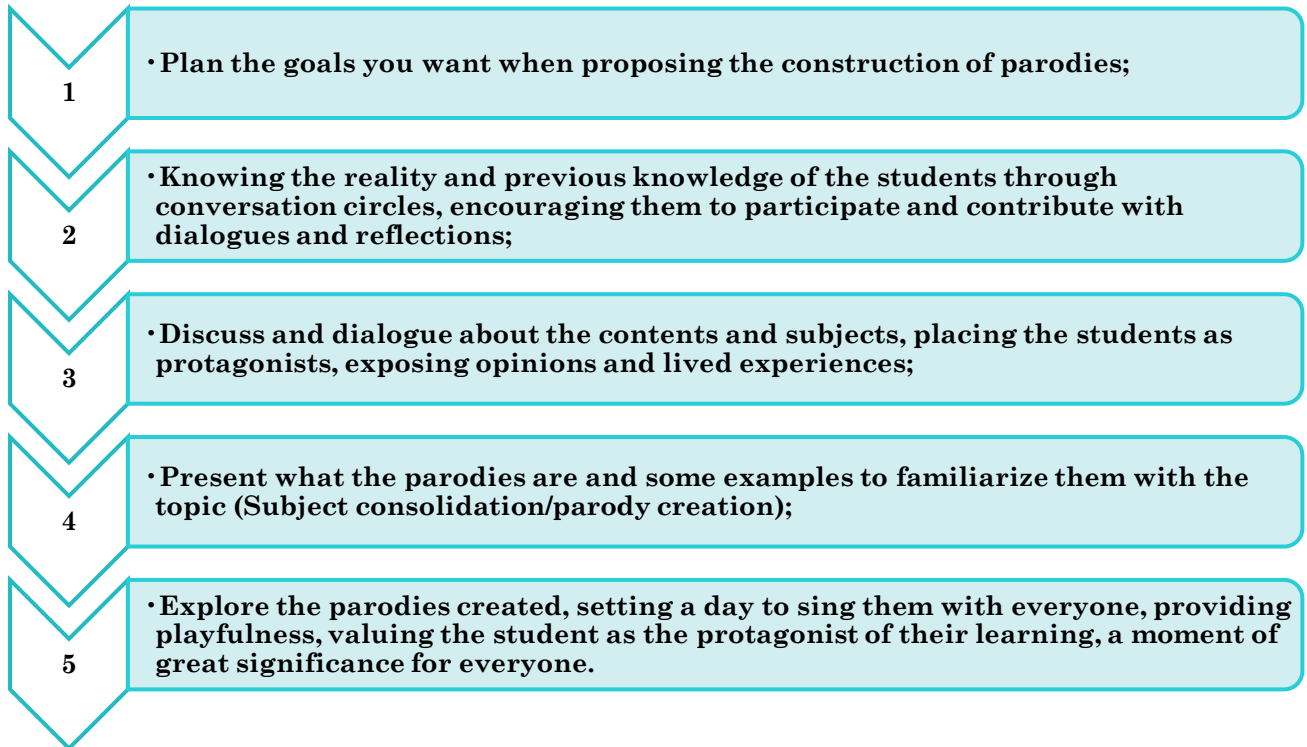 1
·Plan the goals you want when proposing the construction of parodies;
2
·Knowing the reality and previous knowledge of the students through
conversation circles, encouraging them to participate and contribute with
dialogues and reflections;
3
·Discuss and dialogue about the contents and subjects, placing the students as
protagonists, exposing opinions and lived experiences;
4
·Present what the parodies are and some examples to familiarize them with the
topic (Subject consolidation/parody creation);
5
·Explore the parodies created, setting a day to sing them with everyone, providing
playfulness, valuing the student as the protagonist of their learning, a moment of
great significance for everyone.